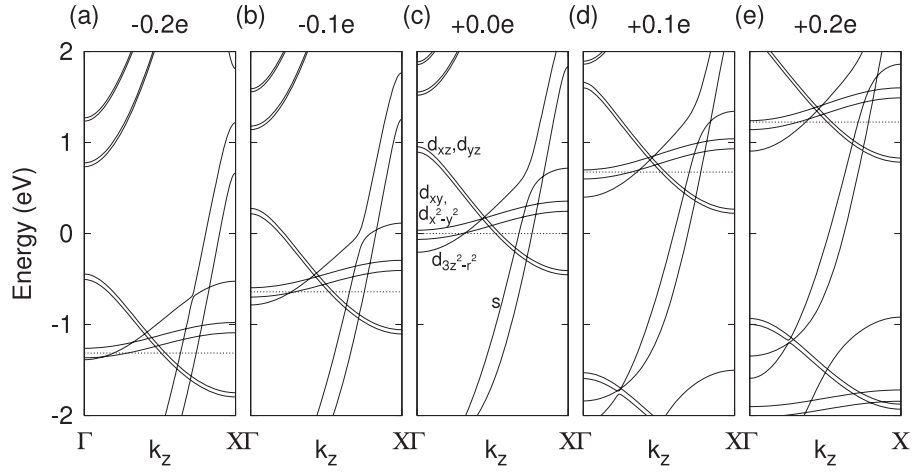 (a) -0.2e (b) -0.1e (c) +0.0e (d) +0.1e (e) +0.2e
Energy (eV)
2
1
0
-1
-2
d_xz,d_yz
d_xy,
d_x²-y²
d_3z²-r²
s
Γ k_z XΓ k_z XΓ k_z XΓ k_z XΓ k_z X